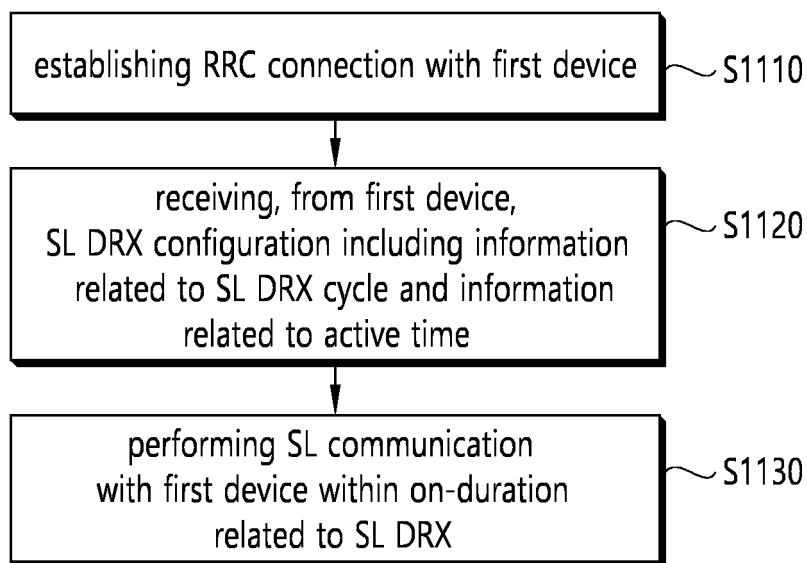 establishing RRC connection with first device
S1110
receiving, from first device,
SL DRX configuration including information
related to SL DRX cycle and information
related to active time
S1120
performing SL communication
with first device within on-duration
related to SL DRX
S1130